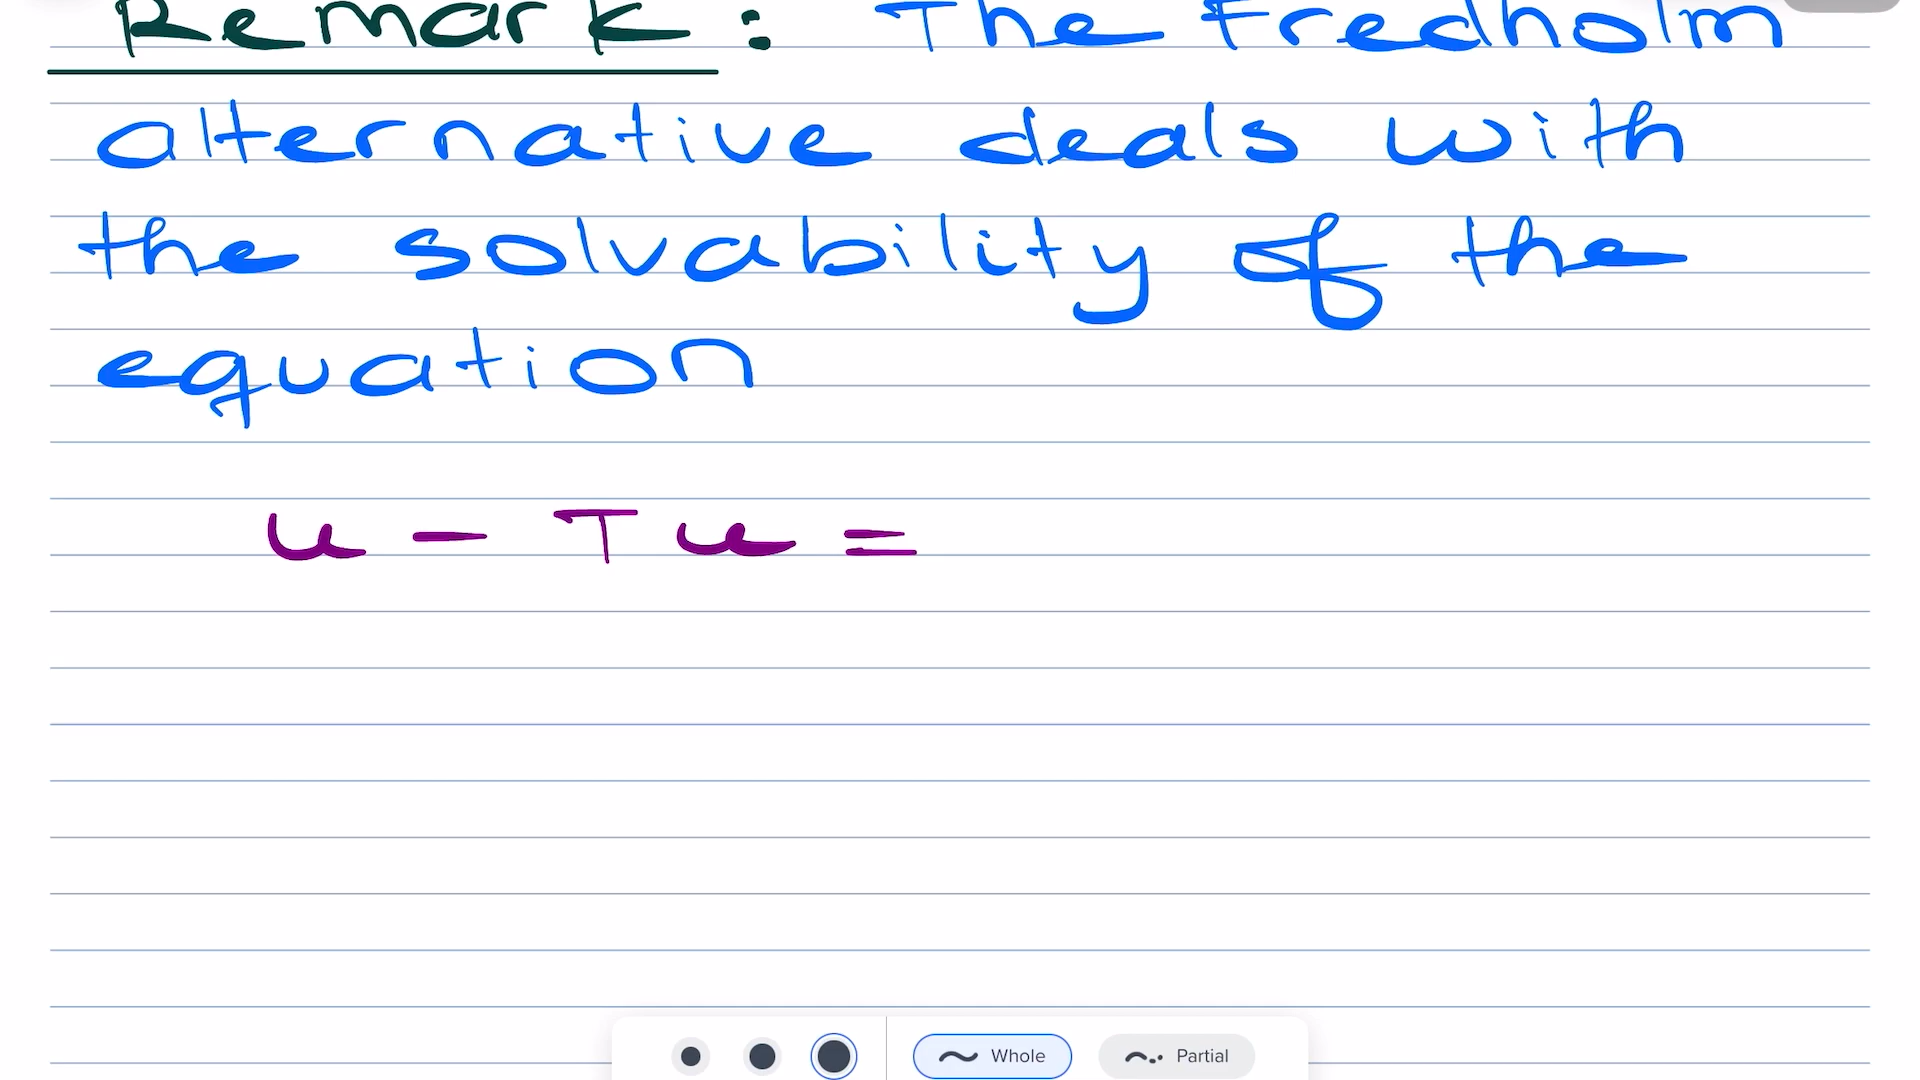 Remark : The Fredholm
alternative deals with
the solvability of the
equation
u - Tu =
Whole Partial